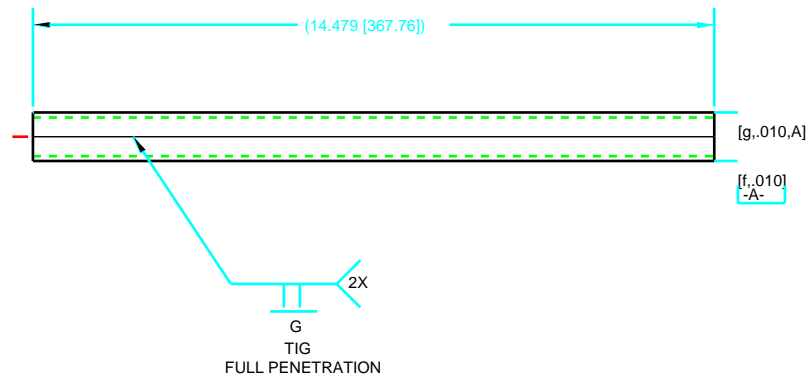 (14.479 [367.76])
[g,.010,A]
[f,.010]
-A-
2X
G
TIG
FULL PENETRATION